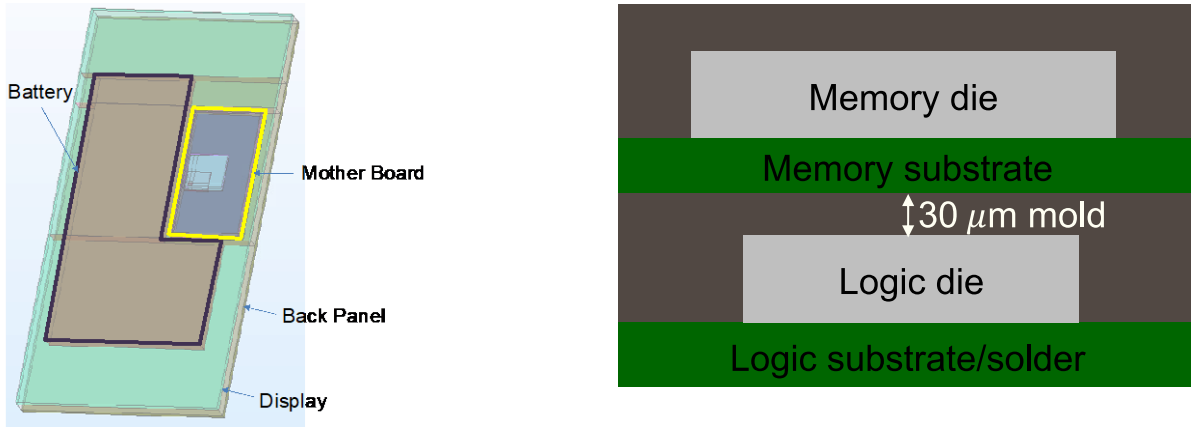 Battery
Mother Board
Back Panel
Display
Memory die
Memory substrate
30 μm mold
Logic die
Logic substrate/solder